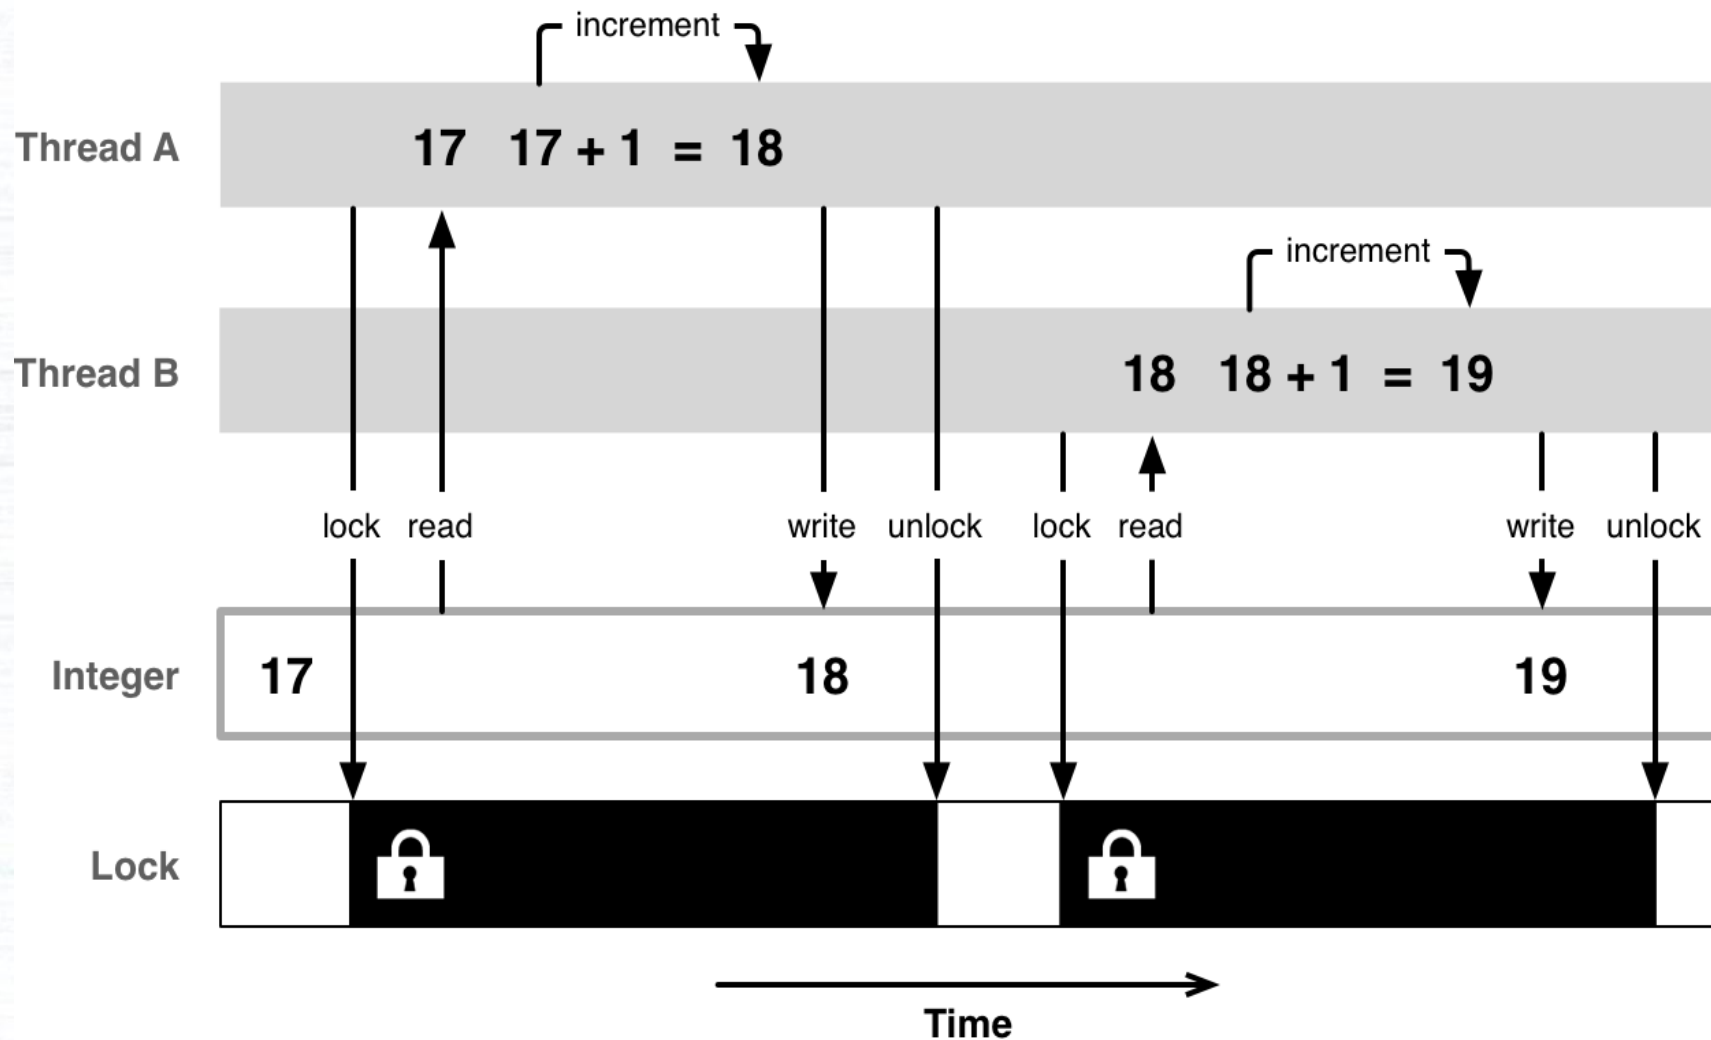 increment
Thread A
17 17 + 1 = 18
increment
Thread B
18 18 + 1 = 19
lock read write unlock lock read write unlock
Integer
17 18 19
Lock
Time